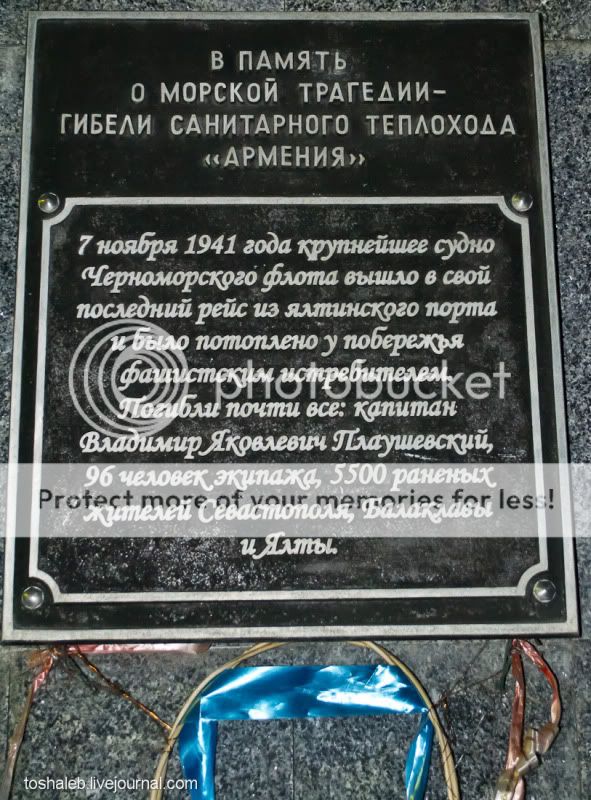 В ПАМЯТЬ
О МОРСКОЙ ТРАГЕДИИ–
ГИБЕЛИ САНИТАРНОГО ТЕПЛОХОДА
«АРМЕНИЯ»
7 ноября 1941 года крупнейшее судно
Черноморского флота вышло в свой
последний рейс из ялтинского порта
и было потоплено у побережья
фашистским истребителем.
photobucket
Погибли почти все: капитан
Владимир Яковлевич Плаушевский,
96 человек экипажа, 5500 раненых
Protect more of your memories for less!
жителей Севастополя, Балаклавы
и Ялты.
toshaleb.livejournal.com